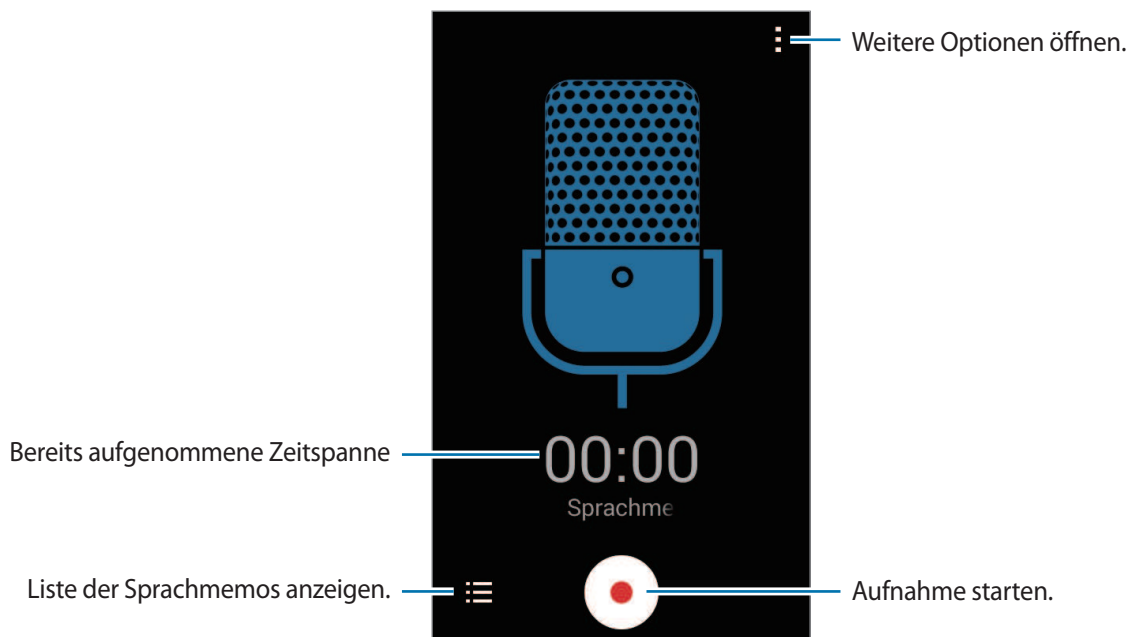 Weitere Optionen öffnen.
Bereits aufgenommene Zeitspanne
00:00
Sprachme
Liste der Sprachmemos anzeigen.
Aufnahme starten.